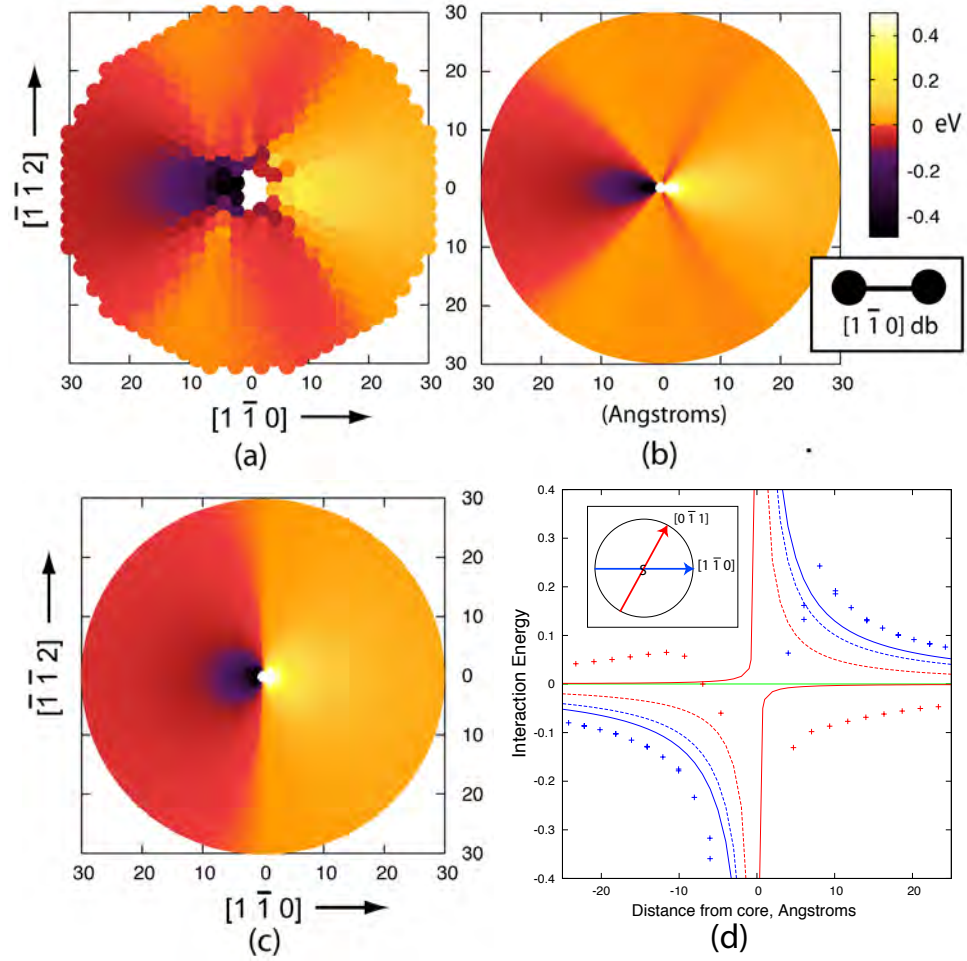 30
20
10
0
10
20
30
30 20 10 0 10 20 30
[1̅ 1̅ 2]
[1 1̅ 0]
(a)
30
20
10
0
10
20
30
30 20 10 0 10 20 30
(Angstroms)
(b)
0.4
0.2
0 eV
-0.2
-0.4
[1 1̅ 0] db
30
20
10
0
10
20
30
30 20 10 0 10 20 30
[1̅ 1̅ 2]
[1 1̅ 0]
(c)
0.4
0.3
0.2
0.1
0
-0.1
-0.2
-0.3
-0.4
Interaction Energy
[0 1̅ 1]
S
[1 1̅ 0]
-20 -10 0 10 20
Distance from core, Angstroms
(d)